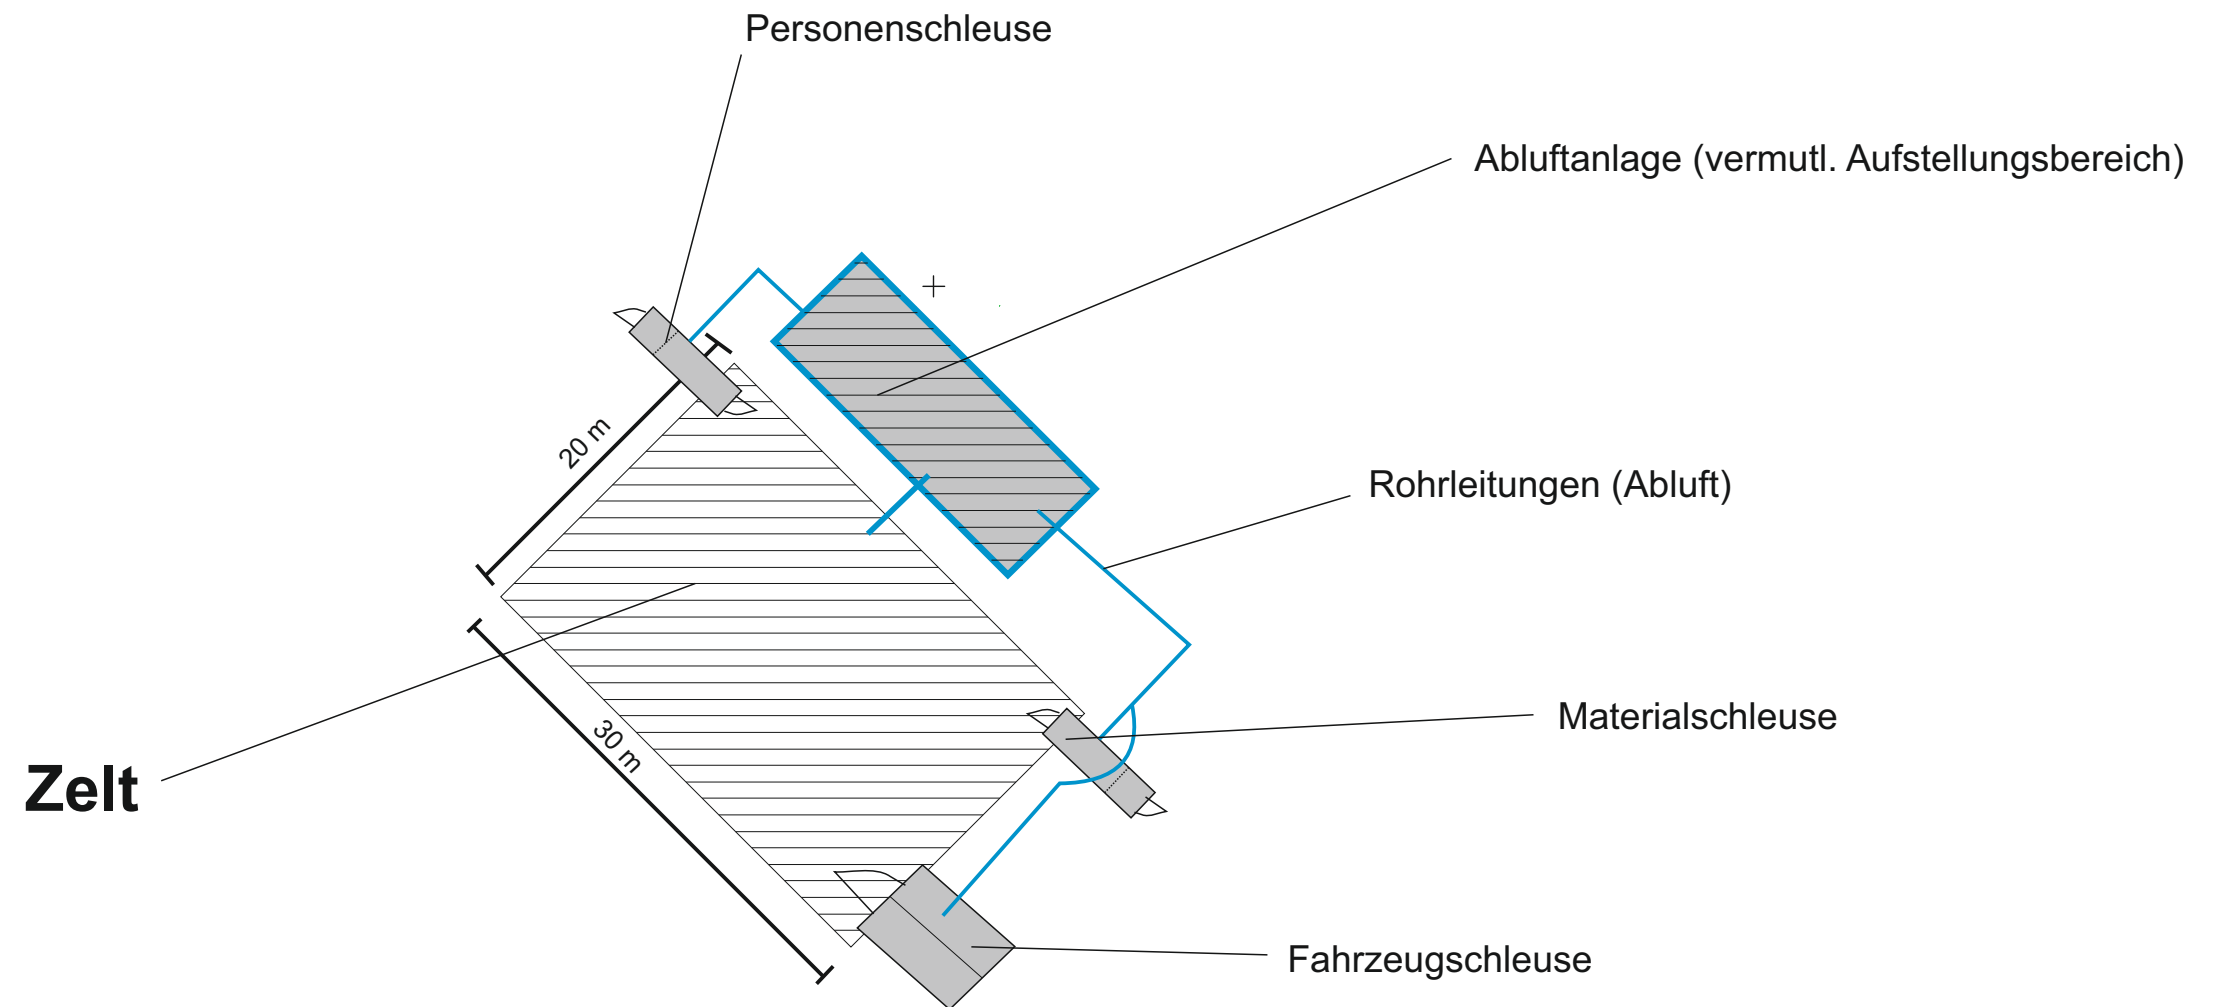 Personenschleuse
Abluftanlage (vermutl. Aufstellungsbereich)
20 m
Rohrleitungen (Abluft)
30 m
Materialschleuse
Zelt
Fahrzeugschleuse